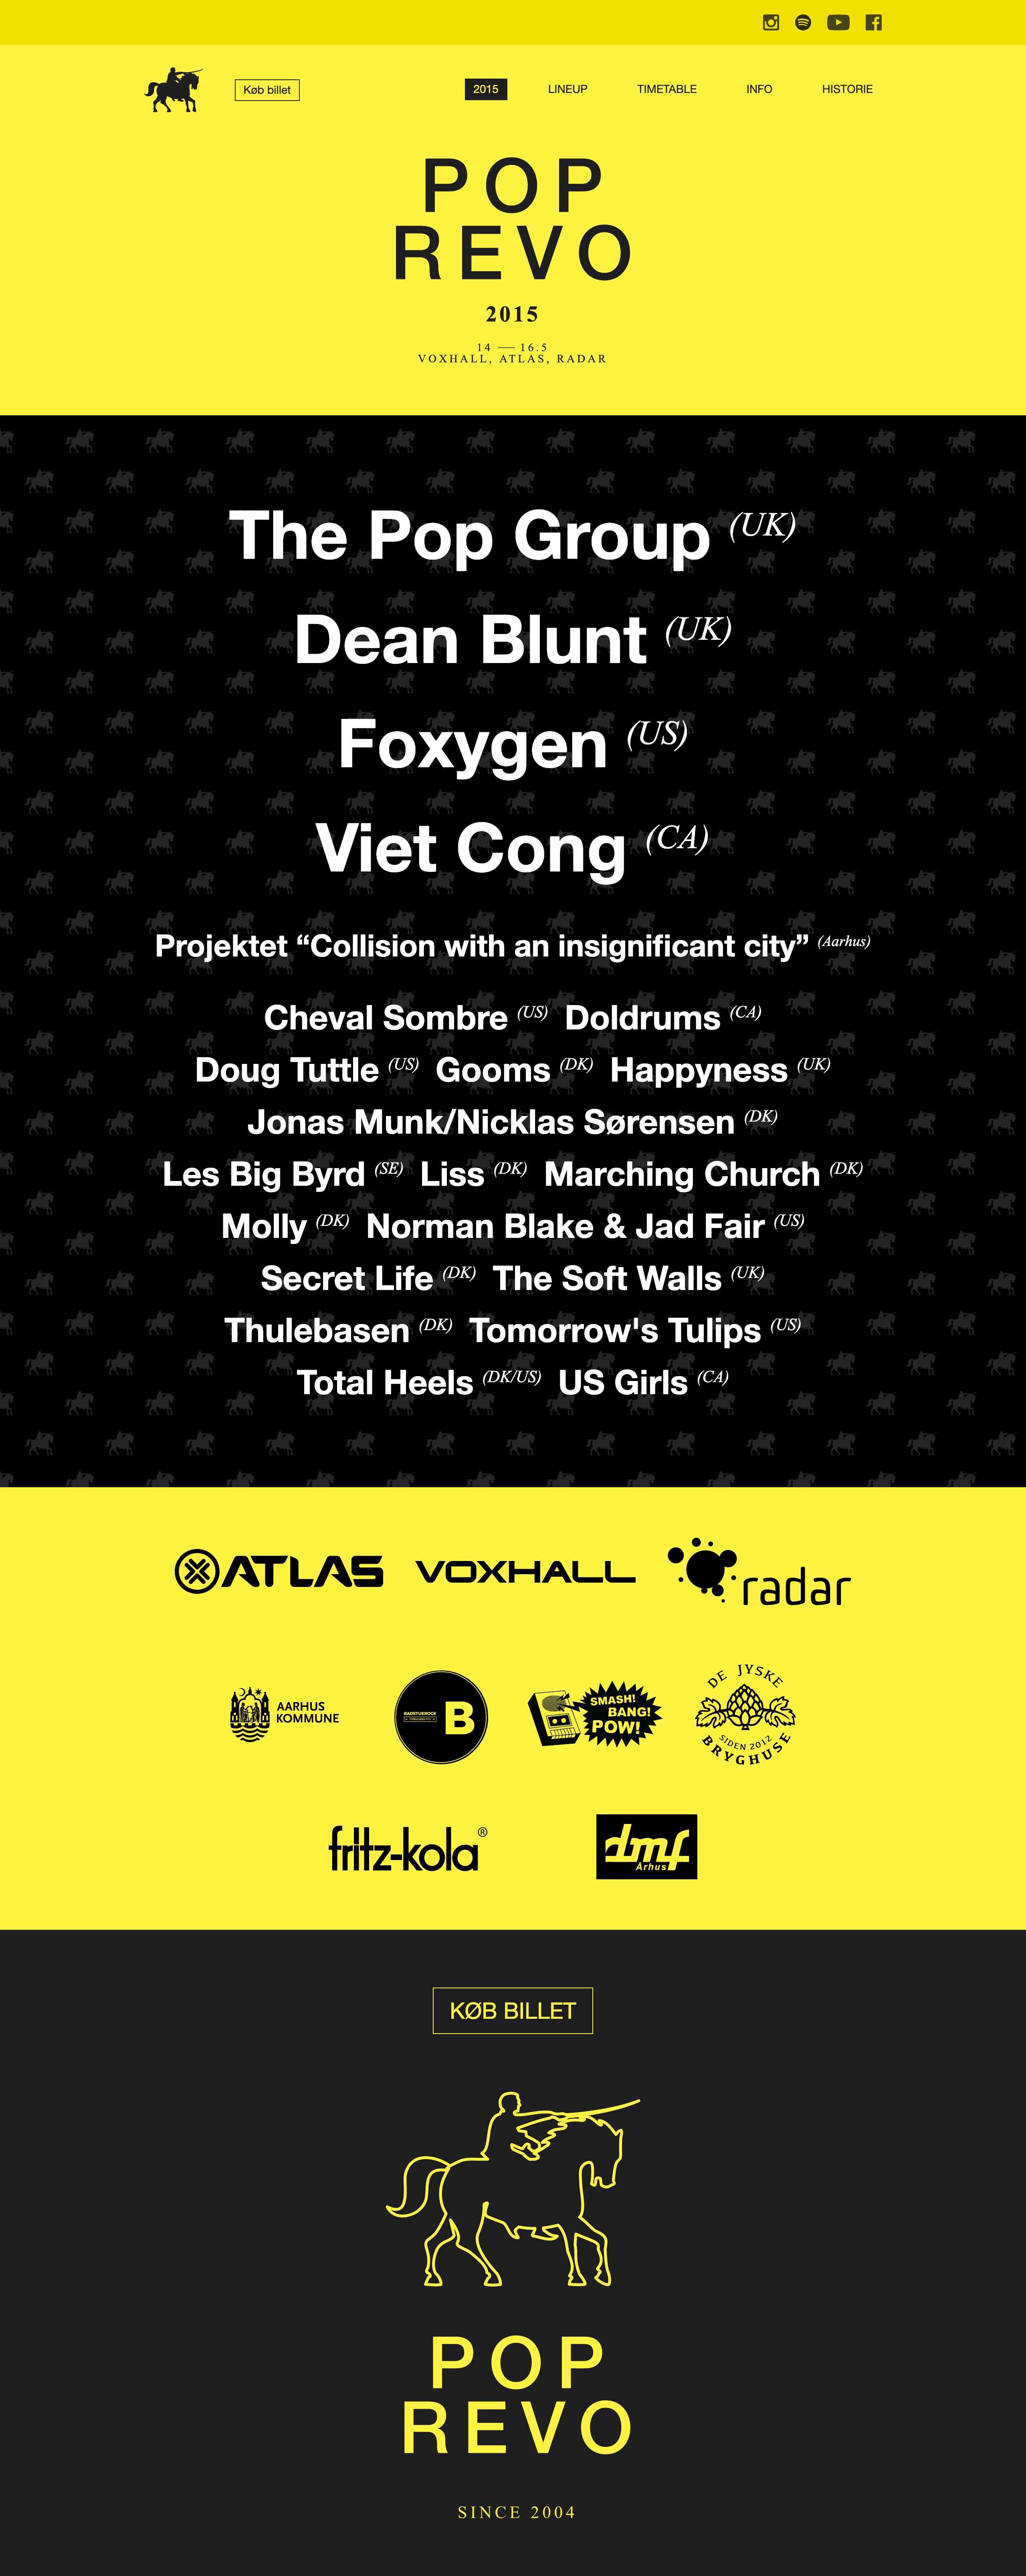 Køb billet
2015 LINEUP TIMETABLE INFO HISTORIE
POP
REVO
2015
14 — 16.5
VOXHALL, ATLAS, RADAR
The Pop Group (UK)
Dean Blunt (UK)
Foxygen (US)
Viet Cong (CA)
Projektet “Collision with an insignificant city” (Aarhus)
Cheval Sombre (US) Doldrums (CA)
Doug Tuttle (US) Gooms (DK) Happyness (UK)
Jonas Munk/Nicklas Sørensen (DK)
Les Big Byrd (SE) Liss (DK) Marching Church (DK)
Molly (DK) Norman Blake & Jad Fair (US)
Secret Life (DK) The Soft Walls (UK)
Thulebasen (DK) Tomorrow's Tulips (US)
Total Heels (DK/US) US Girls (CA)
ATLAS VOXHALL radar
AARHUS
KOMMUNE
BADSTUEROCK
B
SMASH!
BANG!
POW!
DE JYSKE
SIDEN 2012
BRYGHUSE
fritz-kola®
dmf
Århus
KØB BILLET
POP
REVO
SINCE 2004